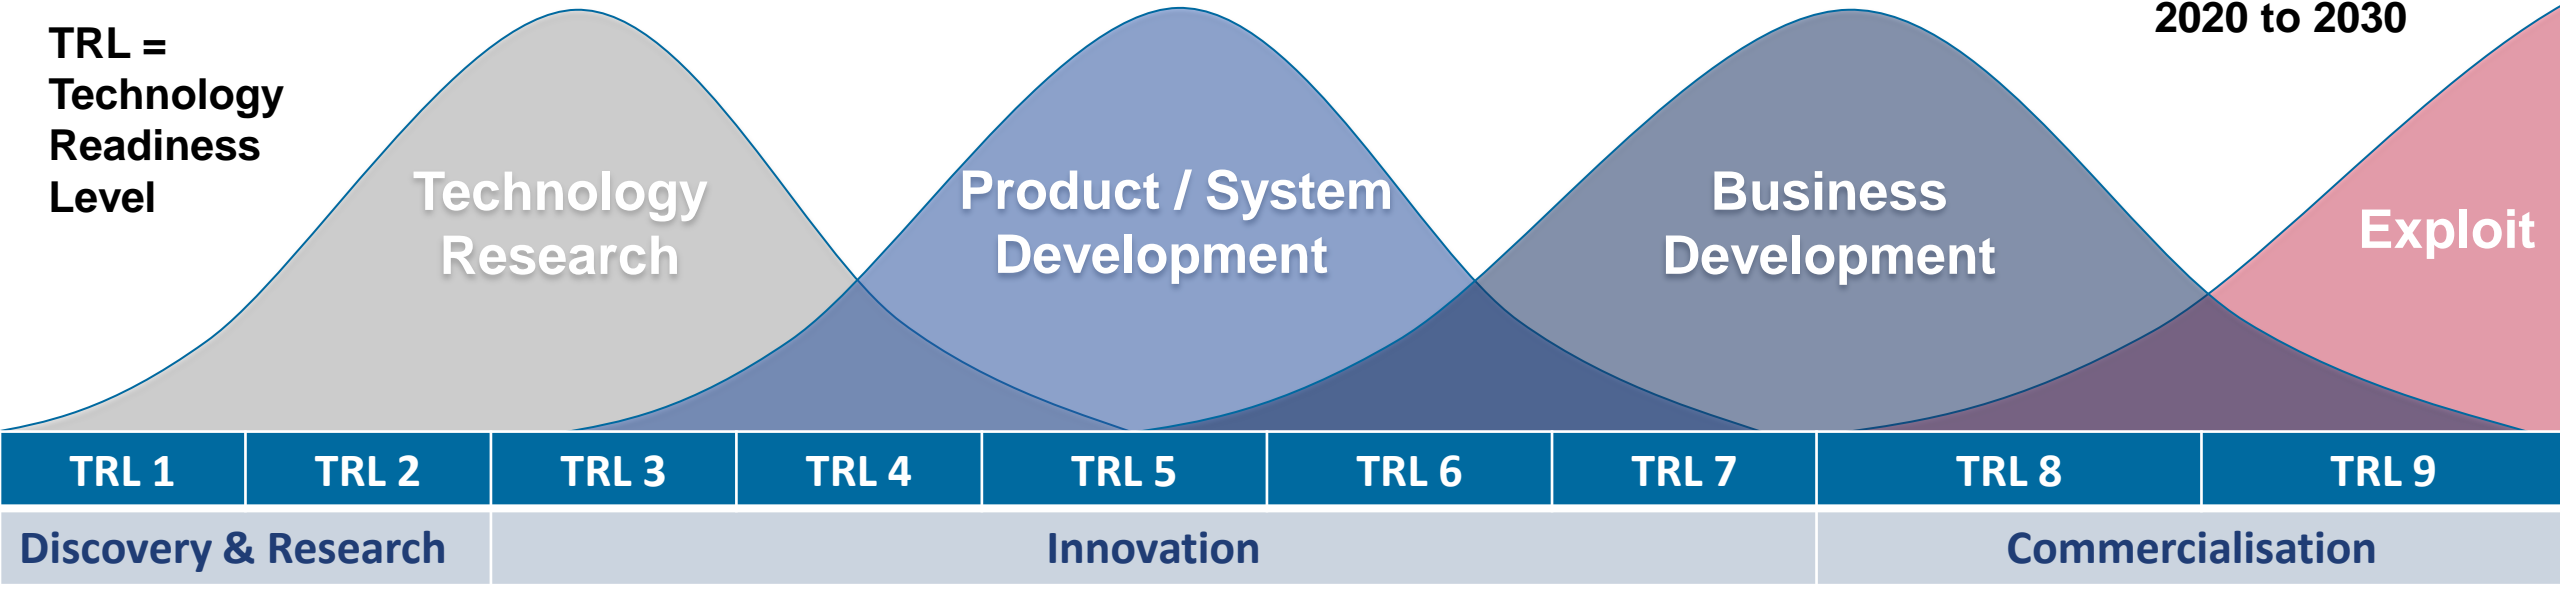 2020 to 2030
TRL =
Technology
Readiness
Level
Technology
Research
Product / System
Development
Business
Development
Exploit
TRL 1
TRL 2
TRL 3
TRL 4
TRL 5
TRL 6
TRL 7
TRL 8
TRL 9
Discovery & Research
Innovation
Commercialisation